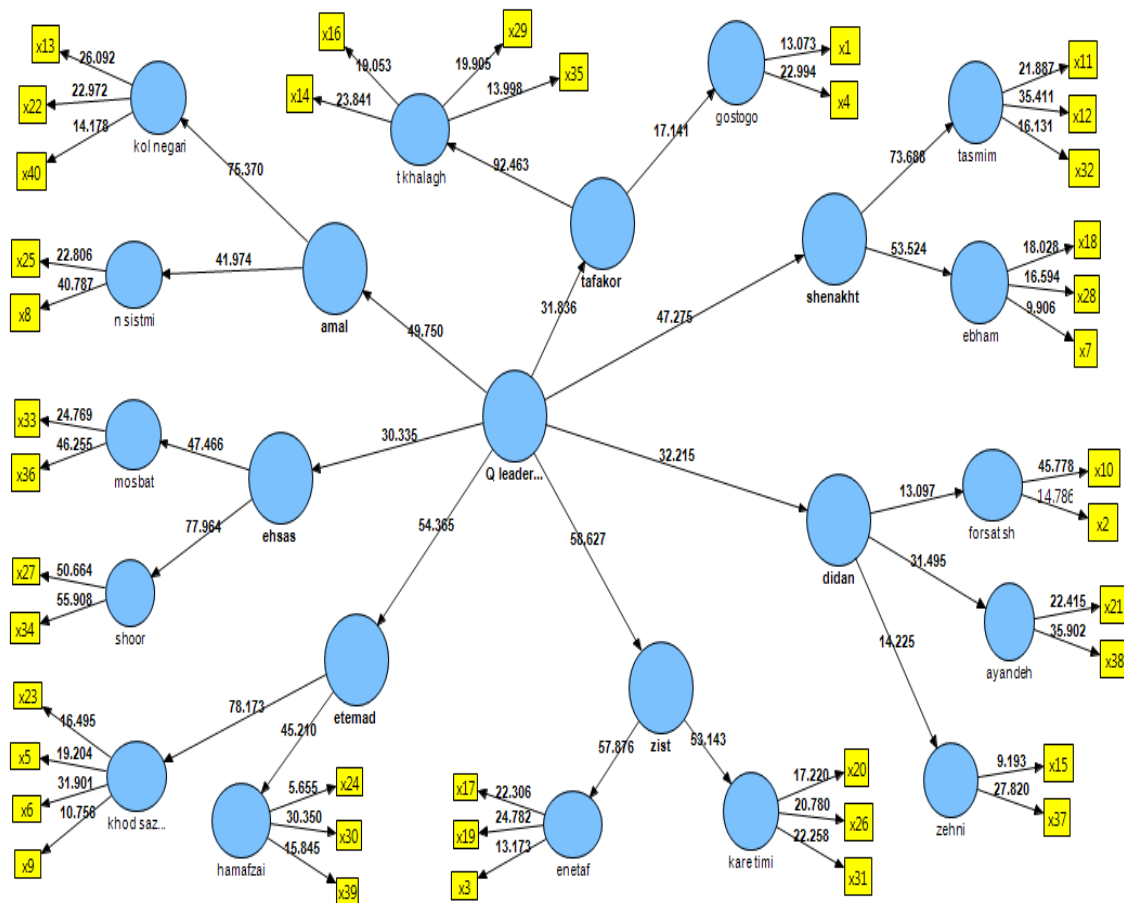 x13
26.092
x22
22.972
14.178
x40
kol negari
x16
19.053
x14
23.841
x29
19.905
x35
13.998
t khalagh
x1
13.073
22.994
x4
gostogo
17.141
92.463
x11
21.887
35.411
x12
16.131
x32
tasmim
73.688
75.370
tafakor
31.836
shenakht
53.524
x18
18.028
16.594
x28
9.906
x7
ebham
x25
22.806
40.787
x8
n sistmi
41.974
amal
49.750
47.275
Q leader...
x33
24.769
46.255
x36
mosbat
47.466
30.335
ehsas
77.964
x27
50.664
55.908
x34
shoor
32.215
didan
13.097
45.778
x10
14.786
x2
forsat sh
31.495
22.415
x21
35.902
x38
ayandeh
14.225
9.193
x15
27.820
x37
zehni
54.365
58.627
etemad
78.173
45.210
x23
16.495
x5
19.204
31.901
x6
10.756
x9
khod saz...
5.655
x24
30.350
x30
15.845
x39
hamafzai
zist
57.876
53.143
x17
22.306
24.782
x19
13.173
x3
enetaf
17.220
x20
20.780
x26
22.258
x31
kare timi